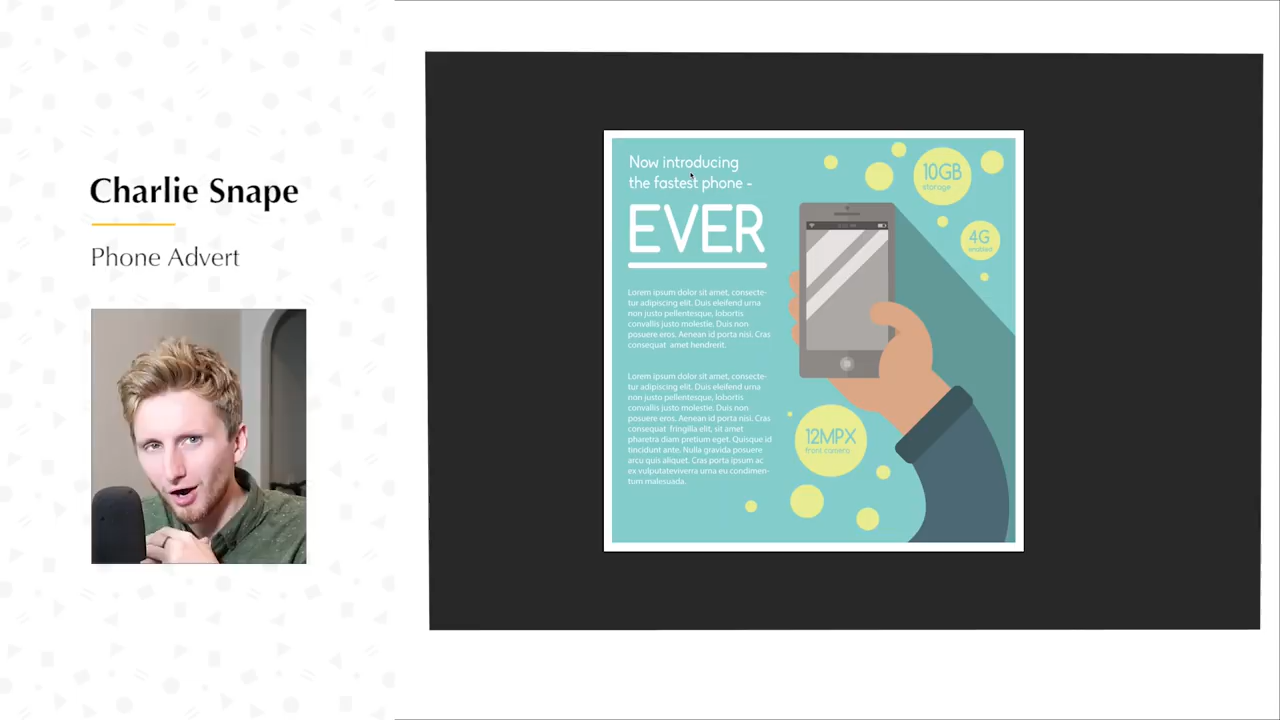 Charlie Snape
Phone Advert
Now introducing
the fastest phone -
EVER
10GB
storage
4G
enabled
Lorem ipsum dolor sit amet, consecte-
tur adipiscing elit. Duis eleifend urna
non justo pellentesque, lobortis
convallis justo molestie. Duis non
posuere eros. Aenean id porta nisi. Cras
consequat  amet hendrerit.
Lorem ipsum dolor sit amet, consecte-
tur adipiscing elit. Duis eleifend urna
non justo pellentesque, lobortis
convallis justo molestie. Duis non
posuere eros. Aenean id porta nisi. Cras
consequat  fringilla elit, sit amet
pharetra diam pretium eget. Quisque id
tincidunt ante. Nulla gravida posuere
arcu quis aliquet. Cras porta ipsum ac
ex vulputateviverra urna eu condimen-
tum malesuada.
12MPX
front camera